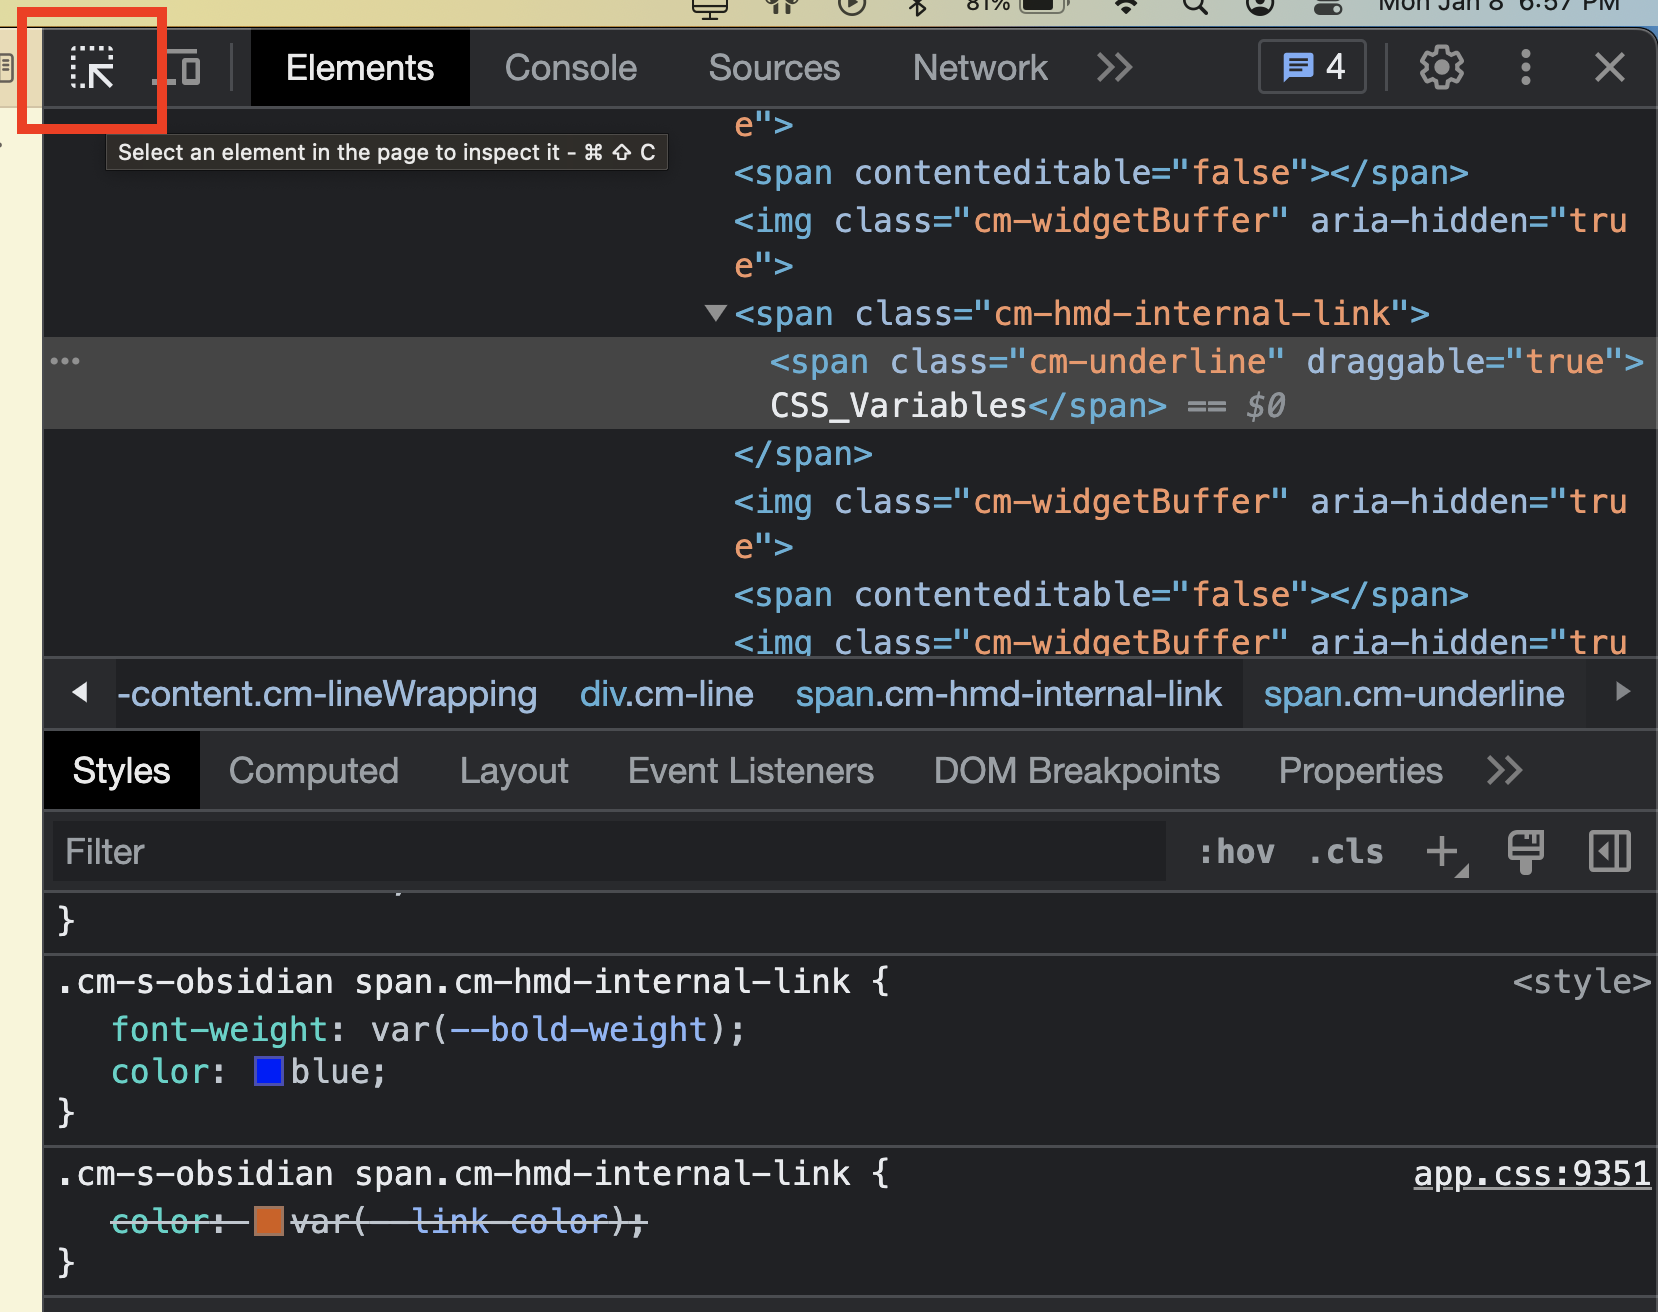 81%
Mon Jan 8 6:57 PM
Elements Console Sources Network 4
Select an element in the page to inspect it - ⌘ ⇧ C
e">
<span contenteditable="false"></span>
<img class="cm-widgetBuffer" aria-hidden="tru
e">
<span class="cm-hmd-internal-link">
<span class="cm-underline" draggable="true">
CSS_Variables</span> == $0
</span>
<img class="cm-widgetBuffer" aria-hidden="tru
e">
<span contenteditable="false"></span>
<img class="cm-widgetBuffer" aria-hidden="tru
-content.cm-lineWrapping div.cm-line span.cm-hmd-internal-link span.cm-underline
Styles Computed Layout Event Listeners DOM Breakpoints Properties
Filter :hov .cls
}
.cm-s-obsidian span.cm-hmd-internal-link { <style>
font-weight: var(--bold-weight);
color: blue;
}
.cm-s-obsidian span.cm-hmd-internal-link { app.css:9351
color: var(--link-color);
}